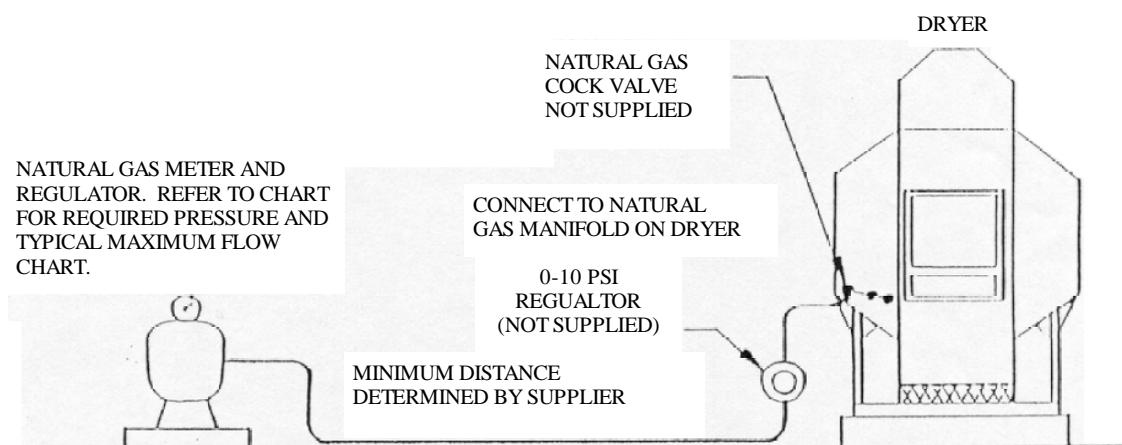 DRYER
NATURAL GAS
COCK VALVE
NOT SUPPLIED
NATURAL GAS METER AND
REGULATOR. REFER TO CHART
FOR REQUIRED PRESSURE AND
TYPICAL MAXIMUM FLOW
CHART.
CONNECT TO NATURAL
GAS MANIFOLD ON DRYER
0-10 PSI
REGUALTOR
(NOT SUPPLIED)
MINIMUM DISTANCE
DETERMINED BY SUPPLIER